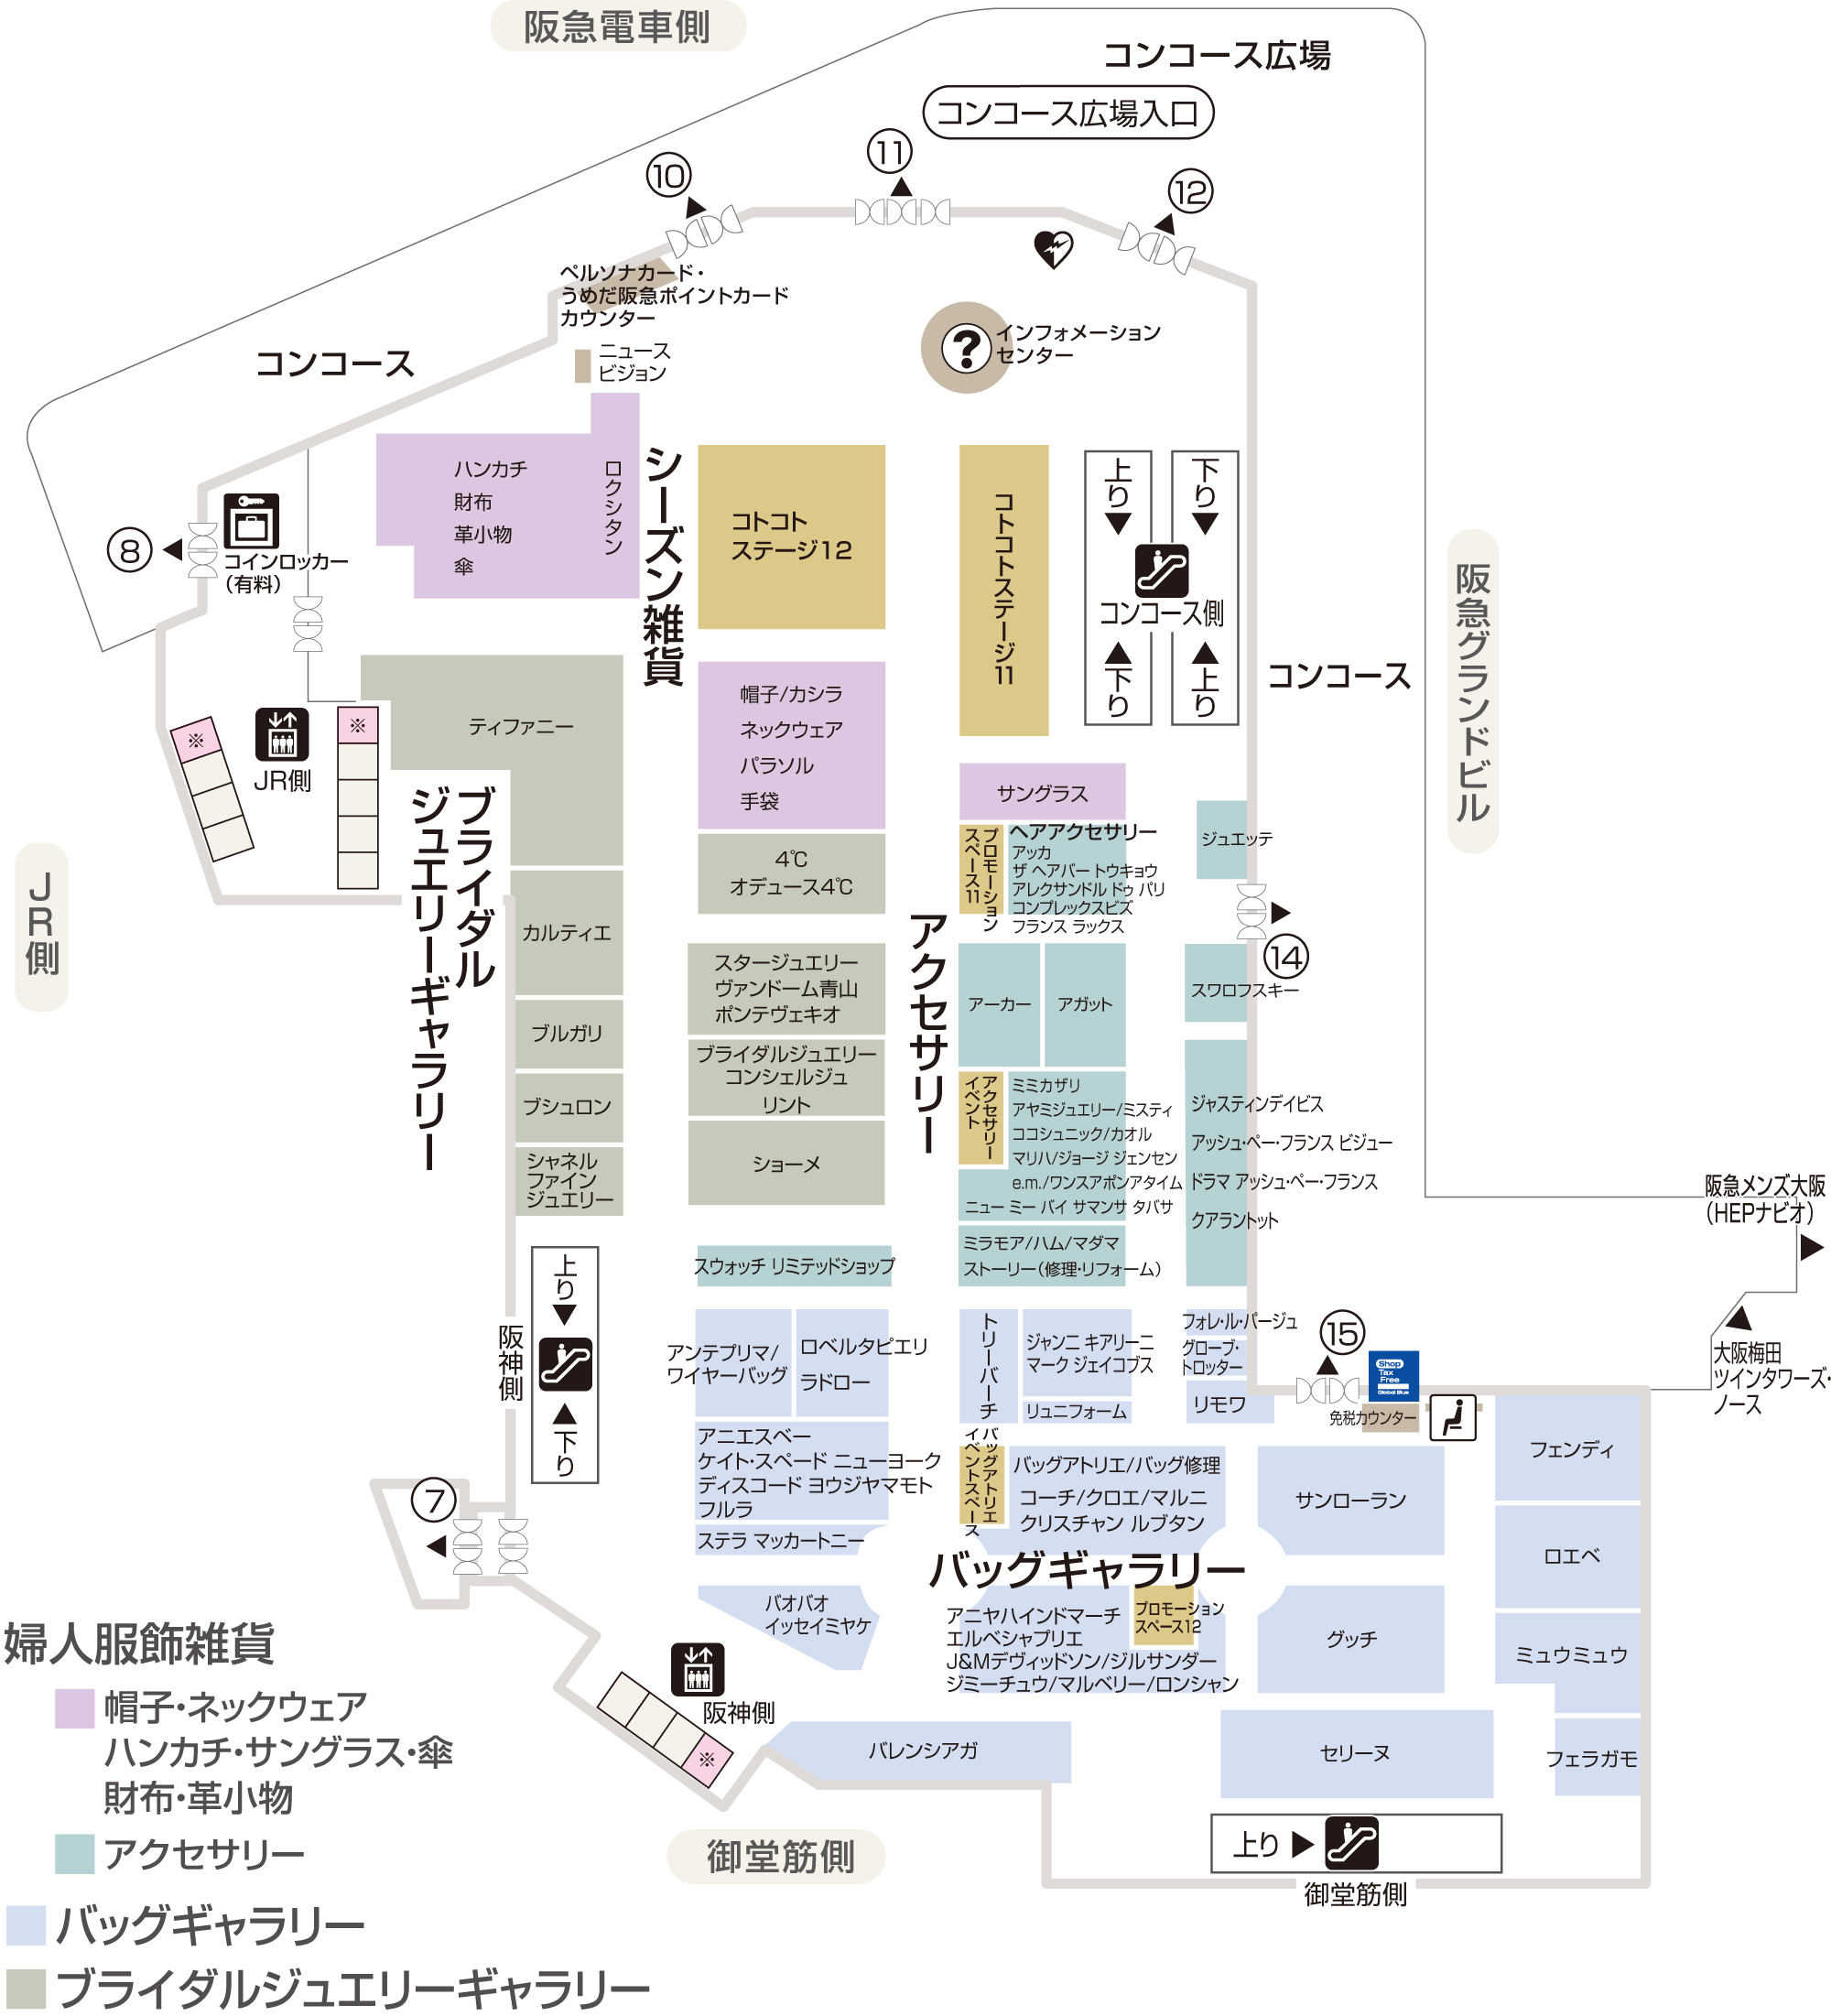 阪急電車側
コンコース広場
コンコース広場入口
⑪
⑩
⑫
ペルソナカード・
うめだ阪急ポイントカード
カウンター
インフォメーション
センター
?
ニュース
ビジョン
コンコース
ハンカチ
財布
革小物
傘
ロクシタン
シーズン雑貨
コトコト
ステージ12
コトコトステージ11
上り
下り
コンコース側
下り
上り
⑧
コインロッカー
(有料)
コンコース
阪急グランドビル
ティファニー
帽子/カシラ
ネックウェア
パラソル
手袋
※
※
JR側
JR側
サングラス
ブライダル
ジュエリーギャラリー
4℃
オデュース4℃
プロモーション
スペース11
ヘアアクセサリー
アッカ
ザ ヘアバー トウキョウ
アレクサンドル ドゥ パリ
コンプレックスビズ
フランス ラックス
ジュエッテ
⑭
カルティエ
アクセサリー
スタージュエリー
ヴァンドーム青山
ポンテヴェキオ
アーカー
アガット
スワロフスキー
ブルガリ
ブライダルジュエリー
コンシェルジュ
リント
アクセサリー
イベント
ミミカザリ
アヤミジュエリー/ミスティ
ココシュニック/カオル
マリハ/ジョージ ジェンセン
e.m./ワンスアポンアタイム
ニュー ミー バイ サマンサ タバサ
ジャスティンデイビス
アッシュ・ペー・フランス ビジュー
ドラマ アッシュ・ペー・フランス
クアラントット
ブシュロン
ショーメ
シャネル
ファイン
ジュエリー
阪急メンズ大阪
(HEPナビオ)
スウォッチ リミテッドショップ
ミラモア/ハム/マダマ
ストーリー(修理・リフォーム)
上り
阪神側
下り
アンテプリマ/
ワイヤーバッグ
ロベルタピエリ
ラドロー
トリーバーチ
ジャンニ キアリーニ
マーク ジェイコブス
リュニフォーム
フォレ・ル・パージュ
グローブ・
トロッター
リモワ
⑮
Shop
Tax
Free
Global Blue
免税カウンター
大阪梅田
ツインタワーズ・
ノース
アニエスベー
ケイト・スペード ニューヨーク
ディスコード ヨウジヤマモト
フルラ
ステラ マッカートニー
バッグアトリエ
イベントスペース
バッグアトリエ/バッグ修理
コーチ/クロエ/マルニ
クリスチャン ルブタン
サンローラン
フェンディ
⑦
バッグギャラリー
ロエベ
バオバオ
イッセイミヤケ
アニヤハインドマーチ
エルベシャプリエ
J&Mデヴィッドソン/ジルサンダー
ジミーチュウ/マルベリー/ロンシャン
プロモーション
スペース12
グッチ
ミュウミュウ
阪神側
※
バレンシアガ
セリーヌ
フェラガモ
御堂筋側
上り
御堂筋側
婦人服飾雑貨
帽子・ネックウェア
ハンカチ・サングラス・傘
財布・革小物
アクセサリー
バッグギャラリー
ブライダルジュエリーギャラリー